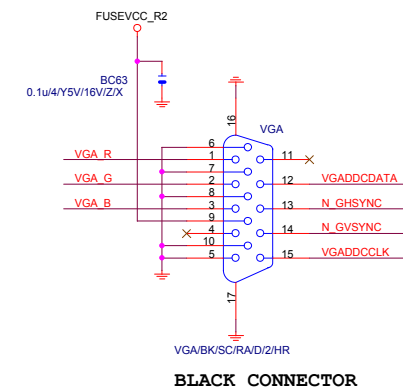 FUSEVCC_R2
BC63
0.1u/4/Y5V/16V/Z/X
16
VGA
6
VGA_R 1 11
7
VGA_G 2 12 VGADDCDATA
8
VGA_B 3 13 N_GHSYNC
9
4 14 N_GVSYNC
10
5 15 VGADDCCLK
17
VGA/BK/SC/RA/D/2/HR
BLACK CONNECTOR